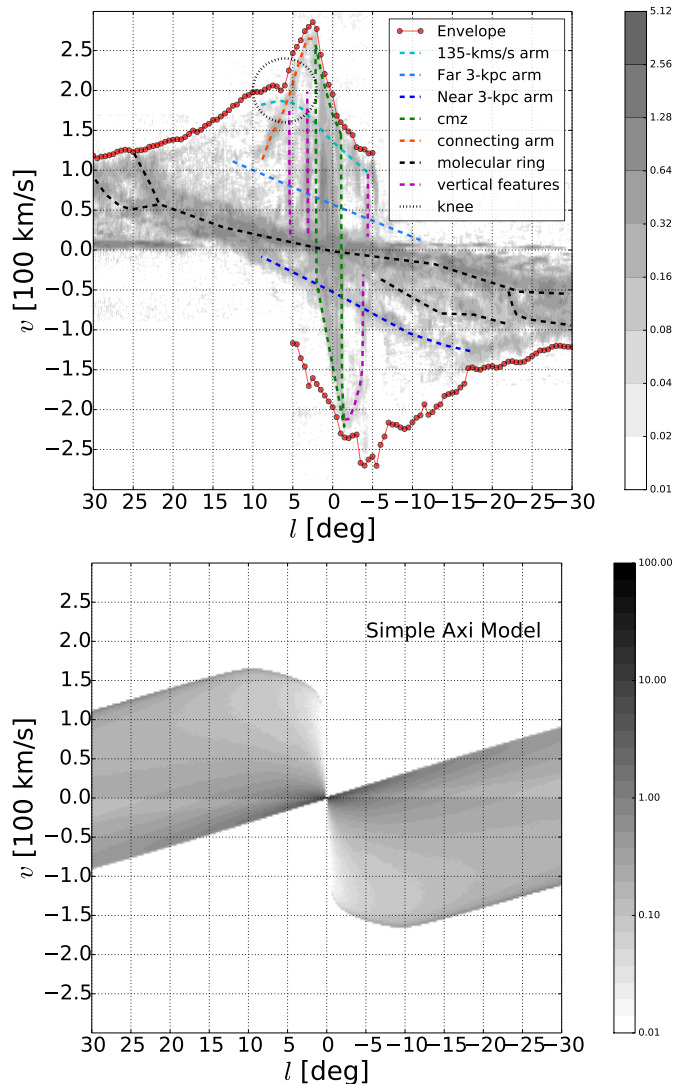 2.5
2.0
1.5
1.0
0.5
0.0
−0.5
−1.0
−1.5
−2.0
−2.5
v [100 km/s]
Envelope
135-kms/s arm
Far 3-kpc arm
Near 3-kpc arm
cmz
connecting arm
molecular ring
vertical features
knee
30 25 20 15 10 5 0 −5 −10 −15 −20 −25 −30
l [deg]
5.12
2.56
1.28
0.64
0.32
0.16
0.08
0.04
0.02
0.01
2.5
2.0
1.5
1.0
0.5
0.0
−0.5
−1.0
−1.5
−2.0
−2.5
v [100 km/s]
Simple Axi Model
30 25 20 15 10 5 0 −5 −10 −15 −20 −25 −30
l [deg]
100.00
10.00
1.00
0.10
0.01